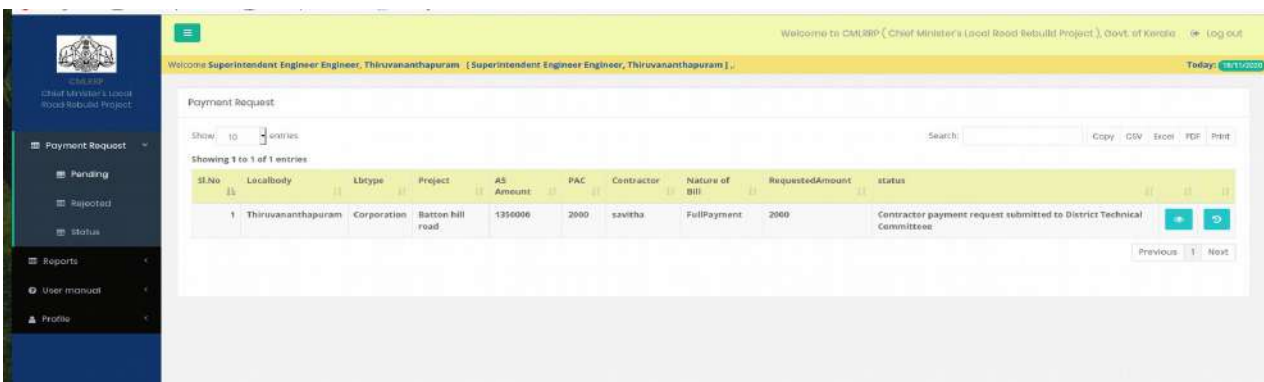 Welcome to CMLRRP ( Chief Minister's Local Road Rebuild Project ), Govt. of Kerala
Log out
Welcome Superintendent Engineer Engineer, Thiruvananthapuram [Superintendent Engineer Engineer, Thiruvananthapuram ] ,
Today: 18/11/2020
CMLRRP
Chief Minister's Local
Road Rebuild Project
Payment Request
Pending
Rejected
Status
Reports
User manual
Profile
Payment Request
Show 10 entries
Search:
Copy CSV Excel PDF Print
Showing 1 to 1 of 1 entries
Sl.No Localbody Lbtype Project AS Amount PAC Contractor Nature of Bill RequestedAmount status
1 Thiruvananthapuram Corporation Batton hill road 1350000 2000 savitha FullPayment 2000 Contractor payment request submitted to District Technical Committeee
Previous 1 Next